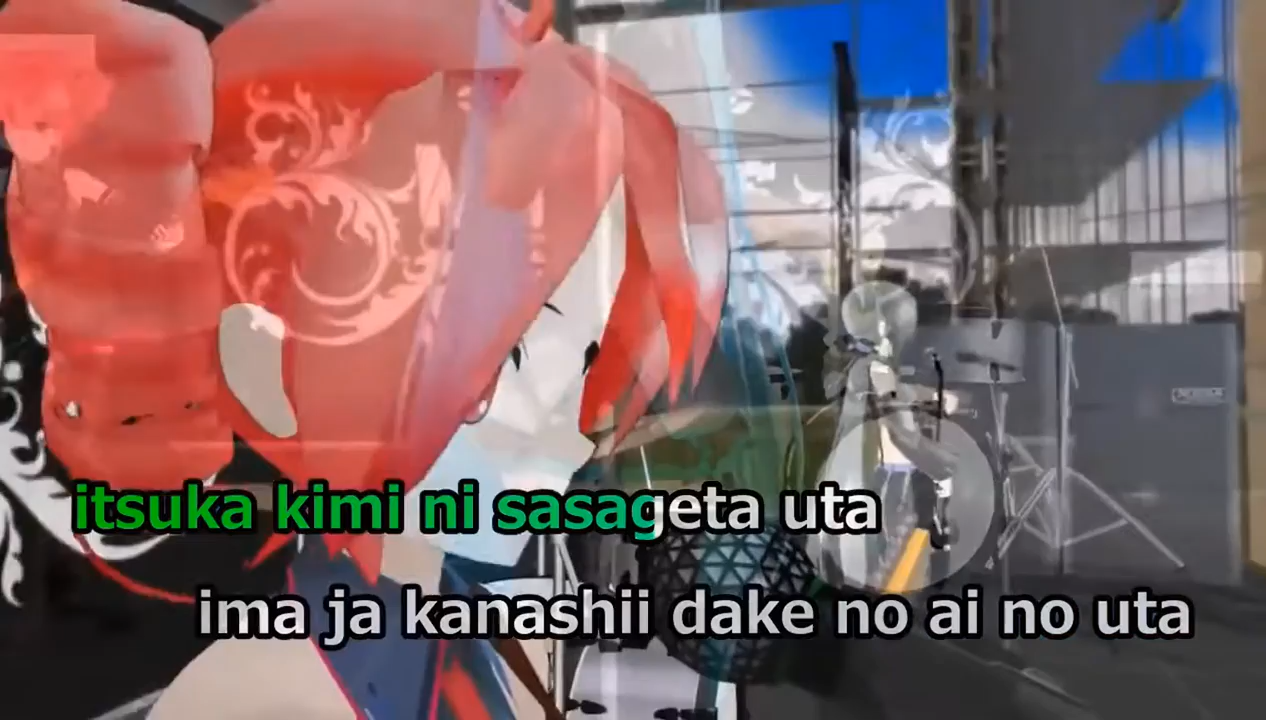 itsuka kimi ni sasageta uta
ima ja kanashii dake no ai no uta